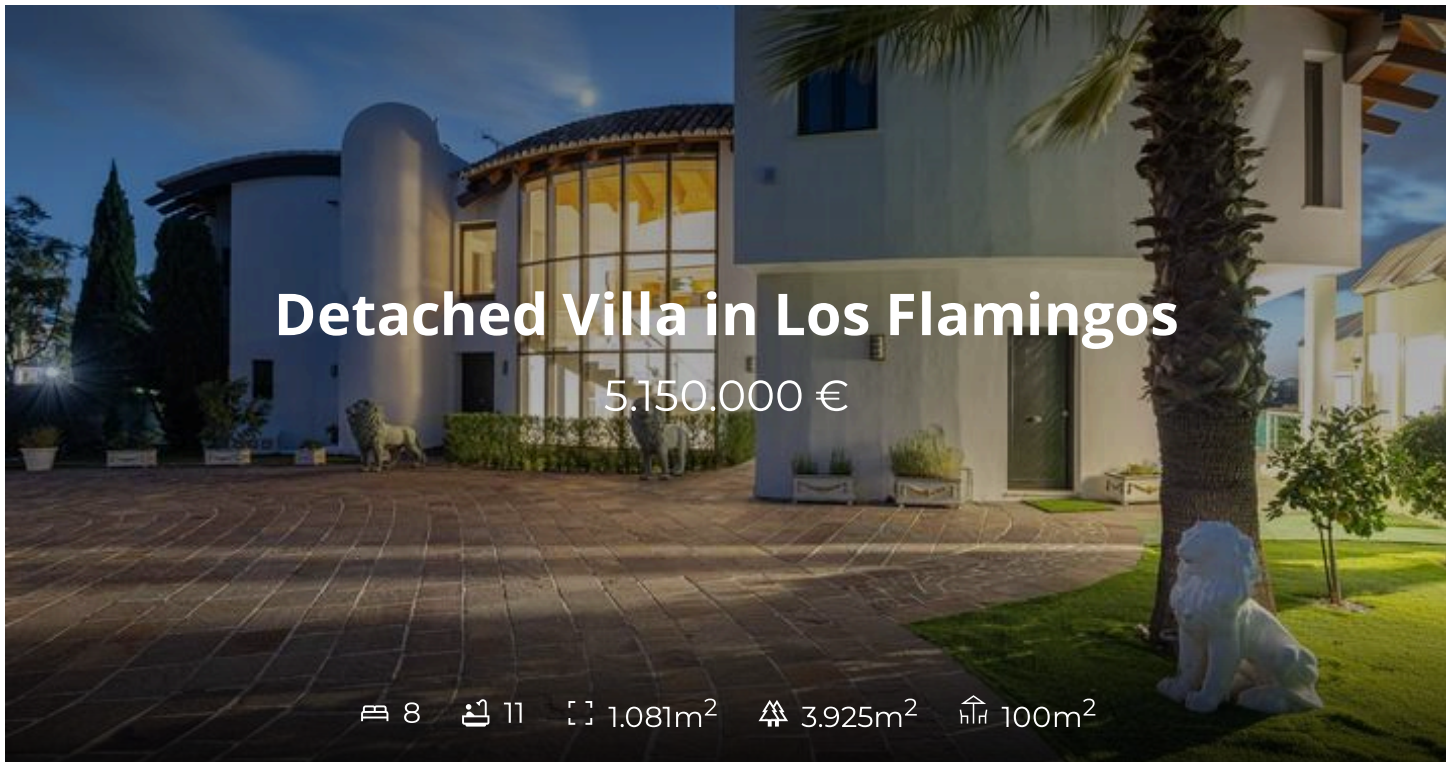 Detached Villa in Los Flamingos
5.150.000 €
8 11 1.081m² 3.925m² 100m²